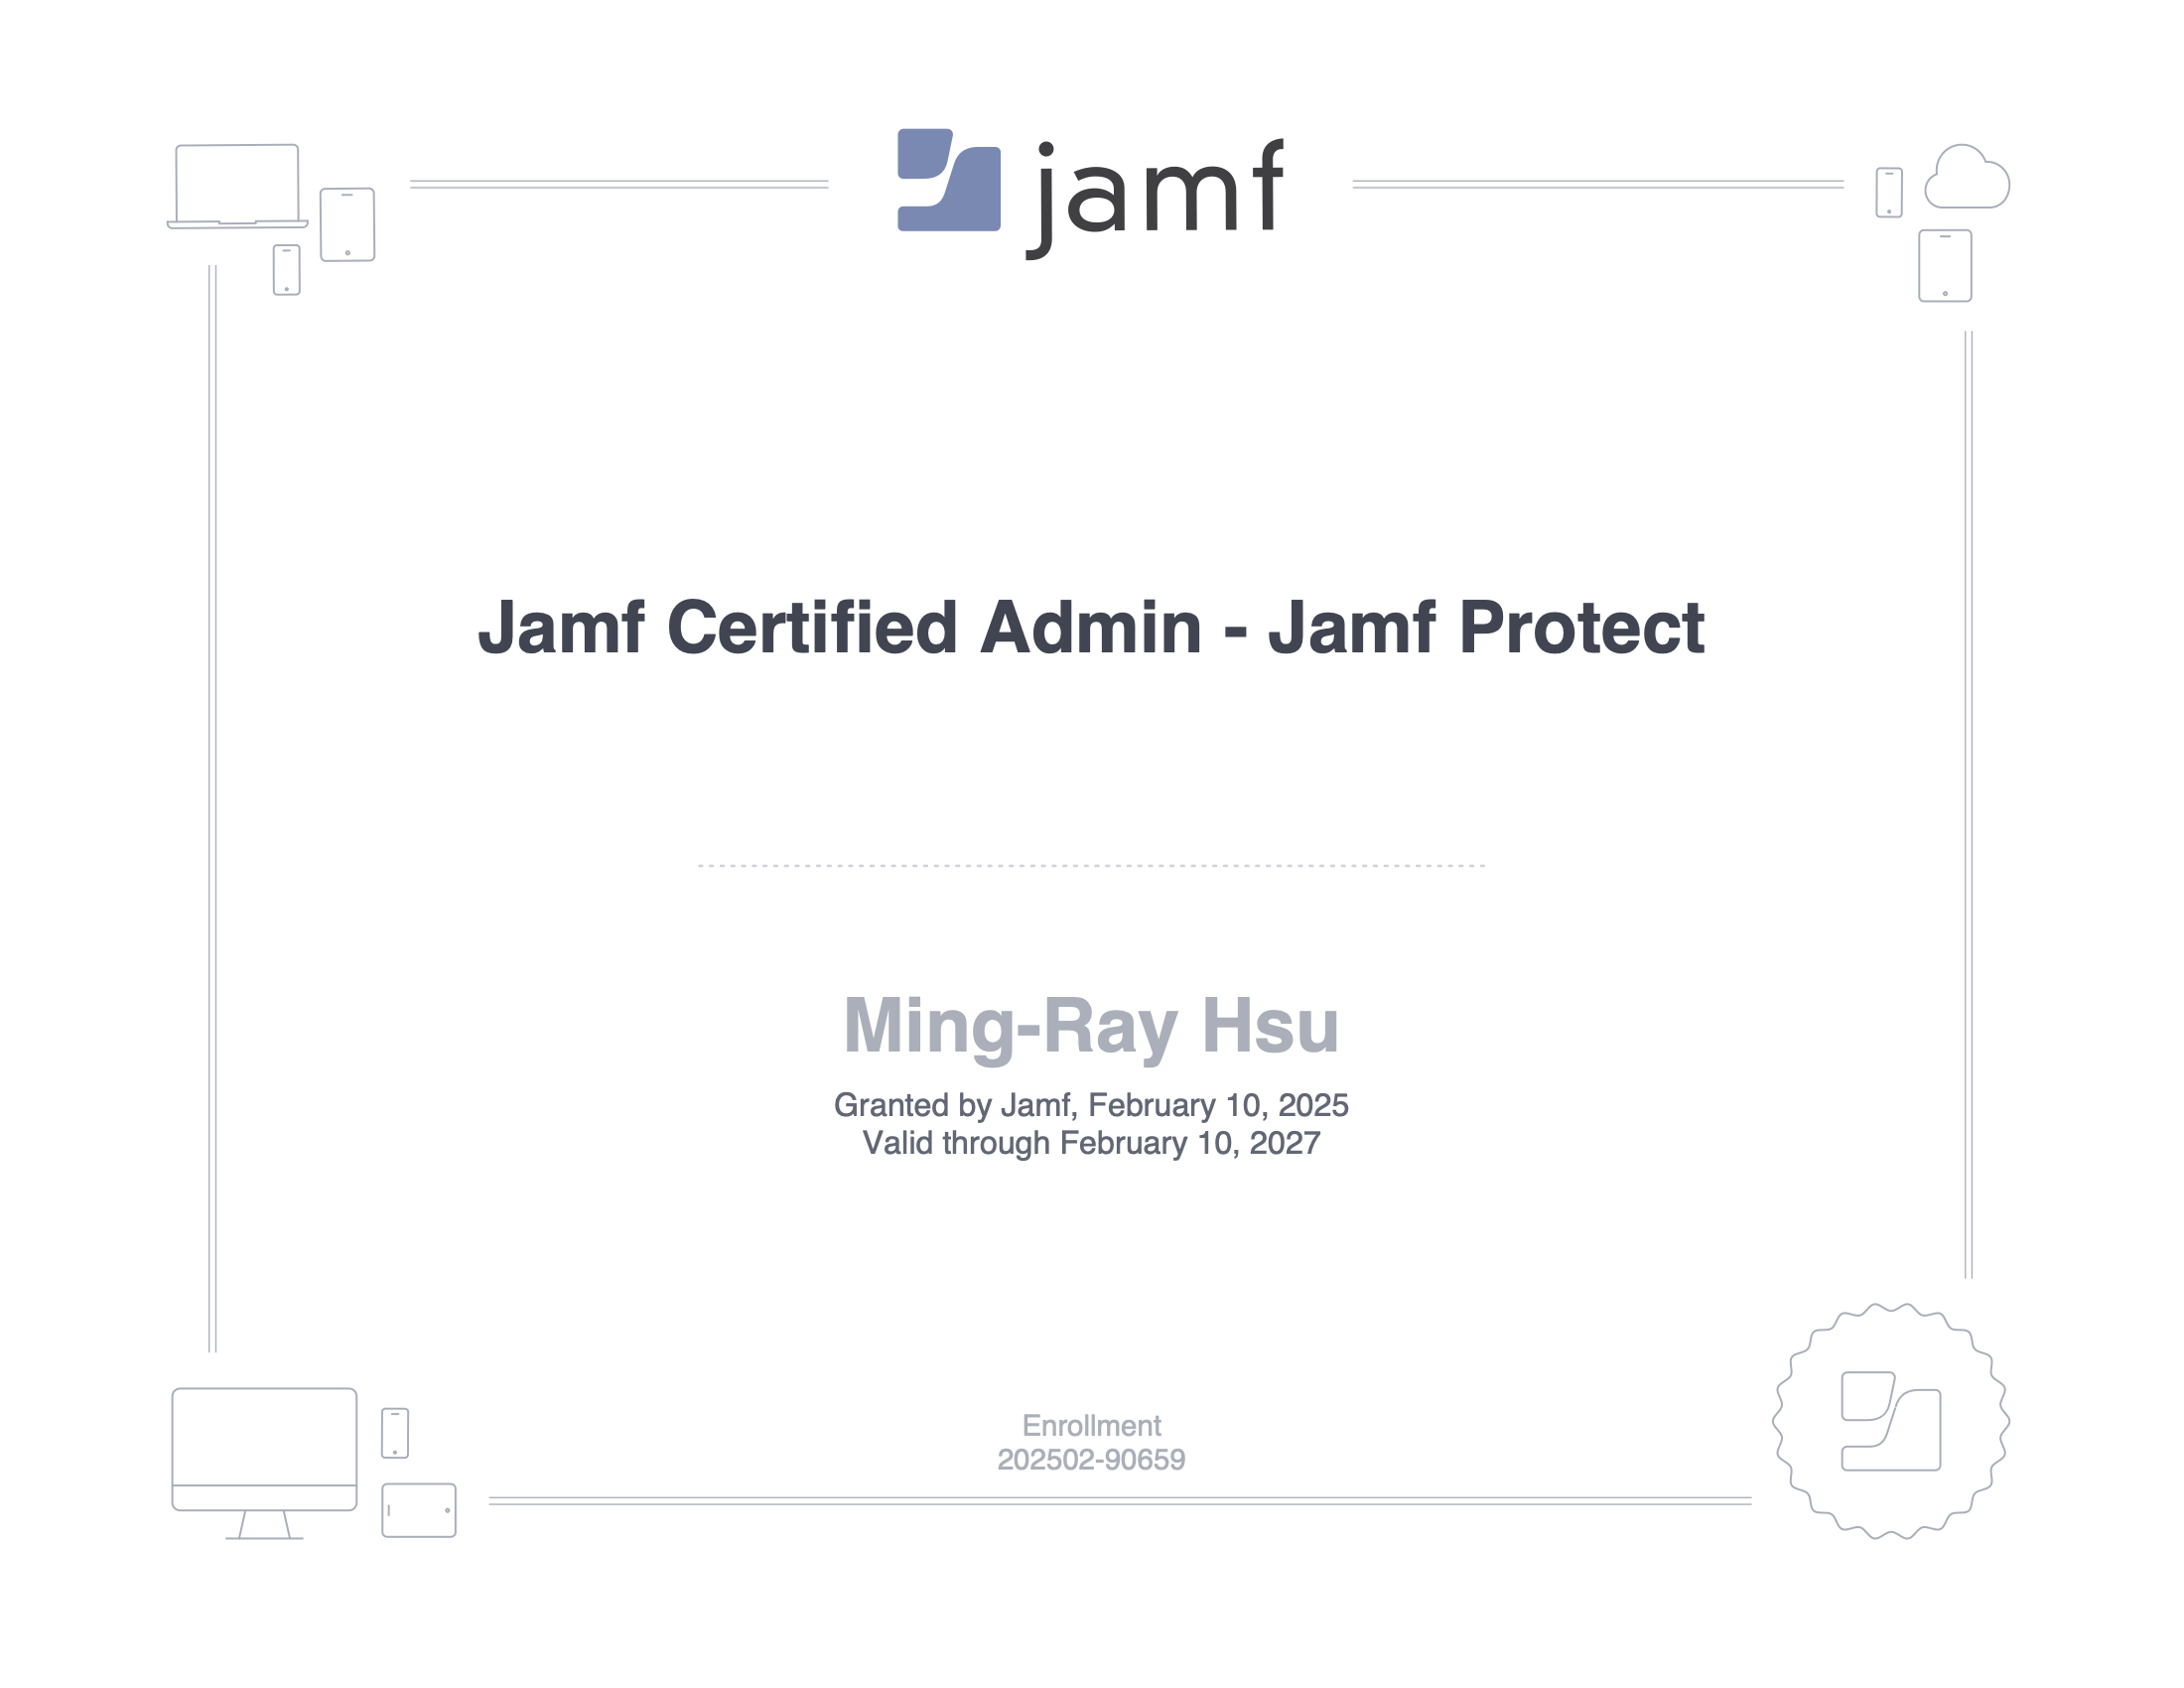 jamf
Jamf Certified Admin - Jamf Protect
Ming-Ray Hsu
Granted by Jamf, February 10, 2025
Valid through February 10, 2027
Enrollment
202502-90659